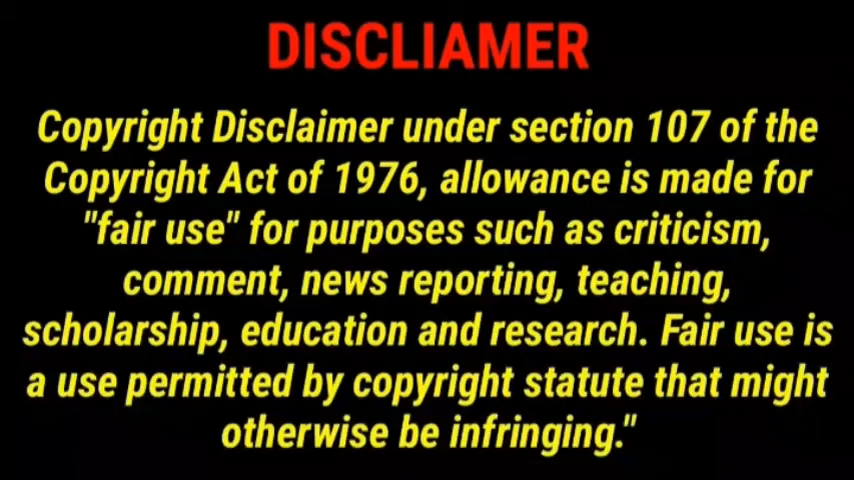 DISCLIAMER
Copyright Disclaimer under section 107 of the
Copyright Act of 1976, allowance is made for
"fair use" for purposes such as criticism,
comment, news reporting, teaching,
scholarship, education and research. Fair use is
a use permitted by copyright statute that might
otherwise be infringing."